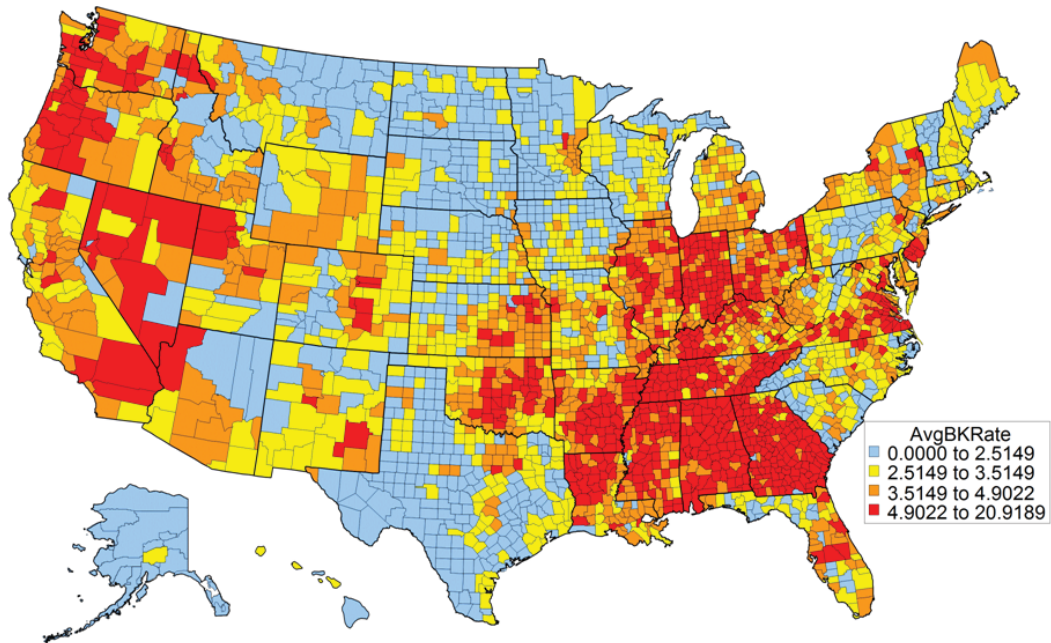 AvgBKRate
0.0000 to 2.5149
2.5149 to 3.5149
3.5149 to 4.9022
4.9022 to 20.9189